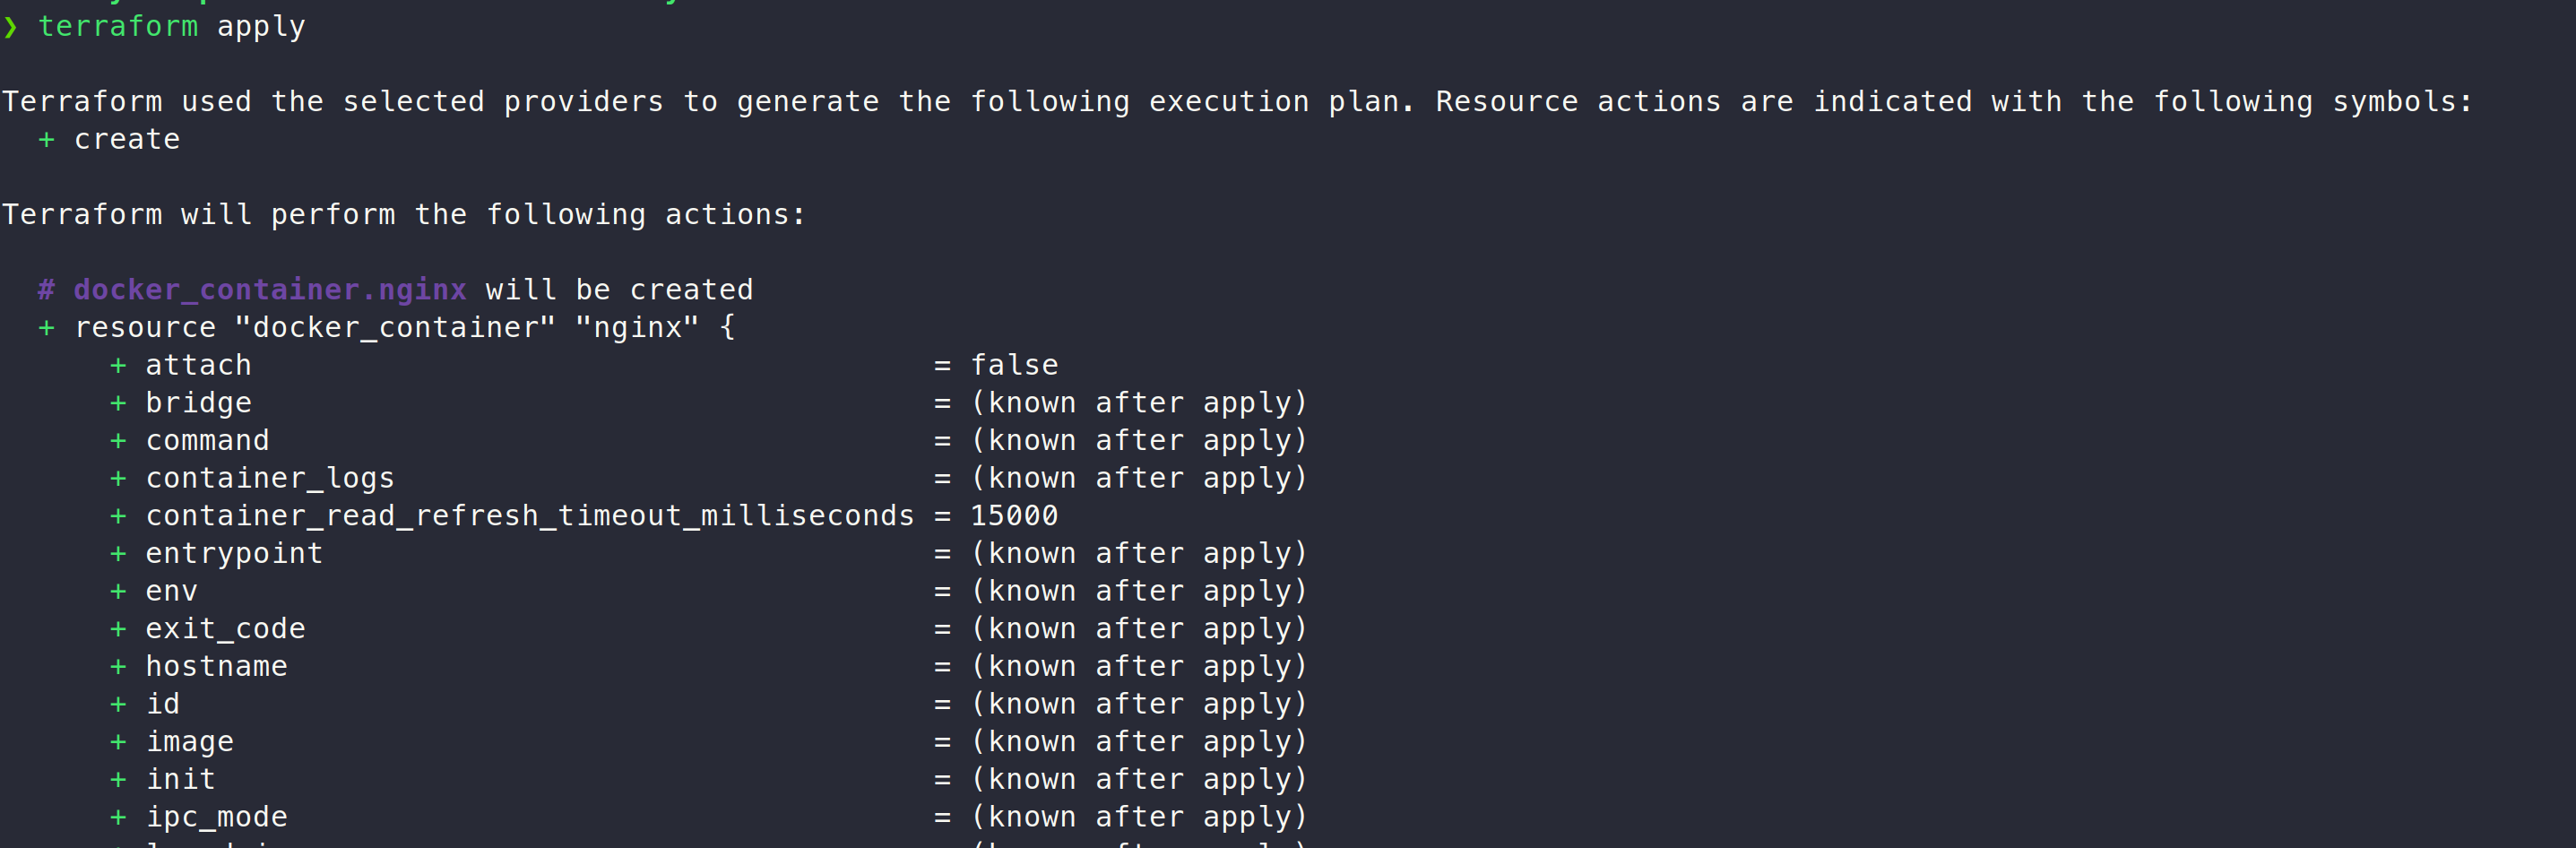 ❯ terraform apply
Terraform used the selected providers to generate the following execution plan. Resource actions are indicated with the following symbols:
+ create
Terraform will perform the following actions:
# docker_container.nginx will be created
+ resource "docker_container" "nginx" {
+ attach = false
+ bridge = (known after apply)
+ command = (known after apply)
+ container_logs = (known after apply)
+ container_read_refresh_timeout_milliseconds = 15000
+ entrypoint = (known after apply)
+ env = (known after apply)
+ exit_code = (known after apply)
+ hostname = (known after apply)
+ id = (known after apply)
+ image = (known after apply)
+ init = (known after apply)
+ ipc_mode = (known after apply)